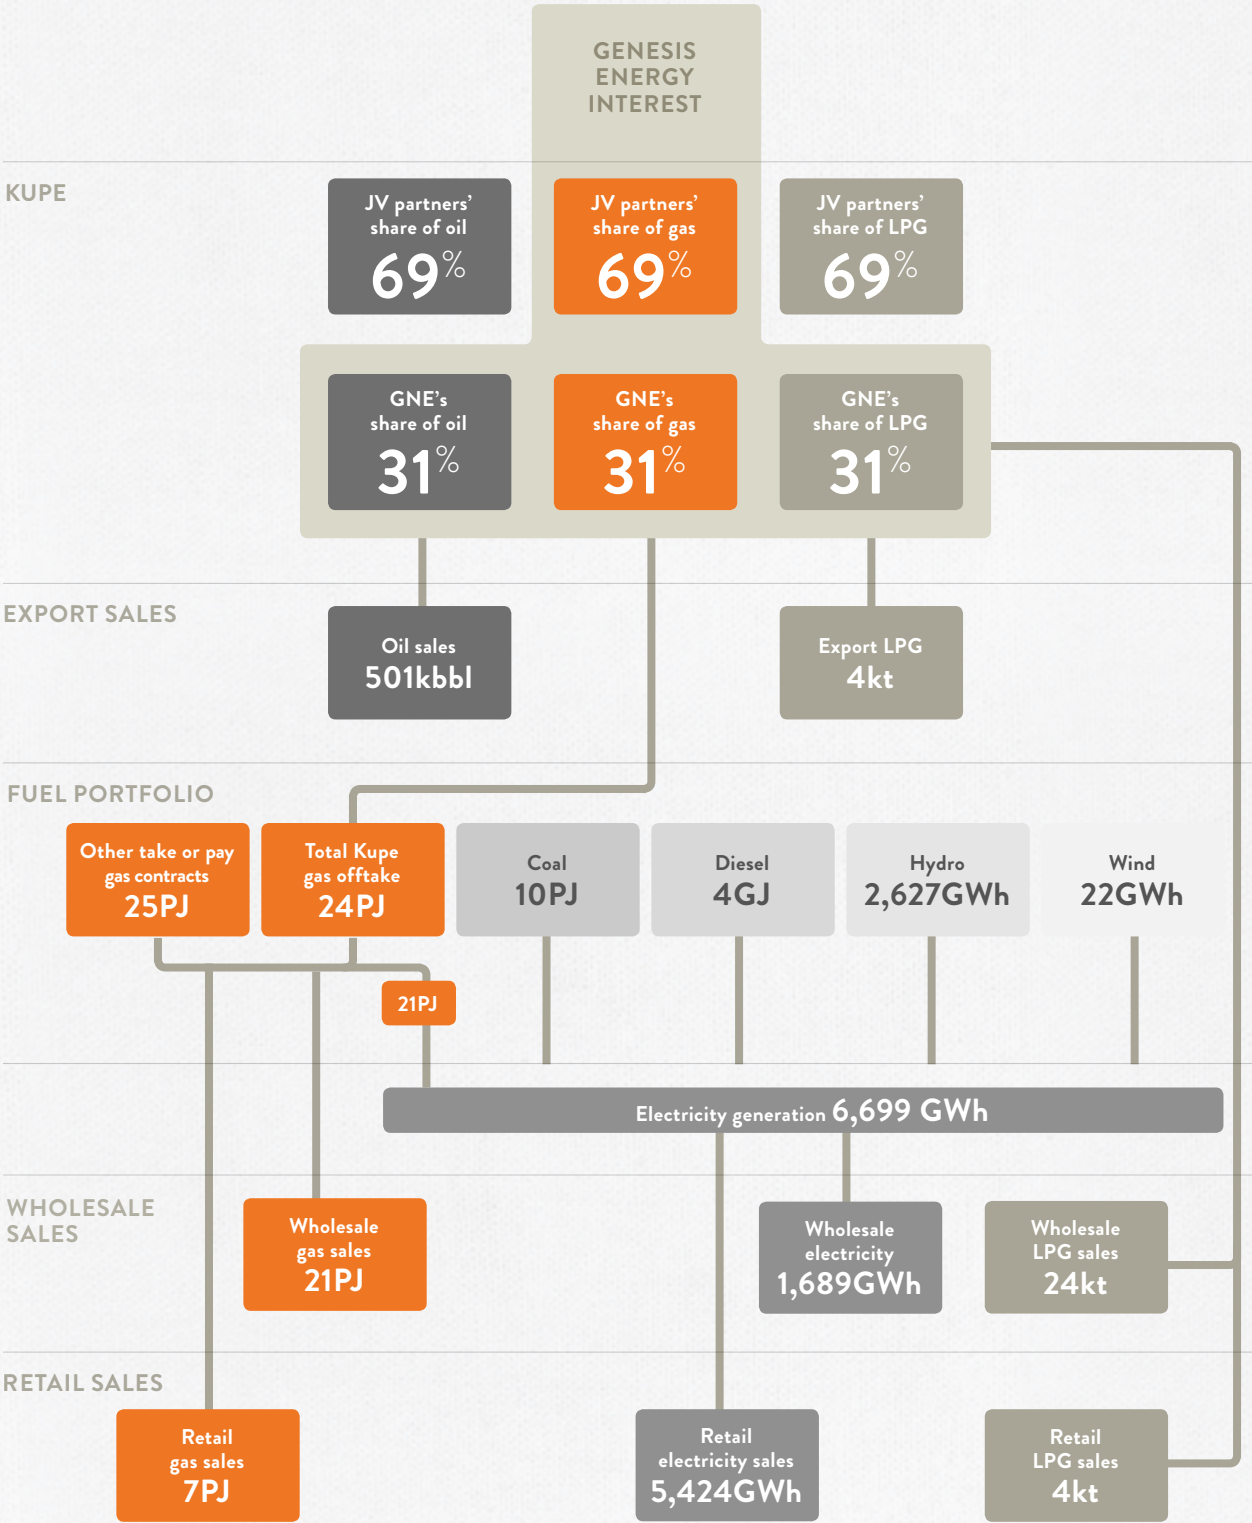 GENESIS
ENERGY
INTEREST
KUPE
JV partners’
share of oil
69%
JV partners’
share of gas
69%
JV partners’
share of LPG
69%
GNE’s
share of oil
31%
GNE’s
share of gas
31%
GNE’s
share of LPG
31%
EXPORT SALES
Oil sales
501kbbl
Export LPG
4kt
FUEL PORTFOLIO
Other take or pay
gas contracts
25PJ
Total Kupe
gas offtake
24PJ
Coal
10PJ
Diesel
4GJ
Hydro
2,627GWh
Wind
22GWh
21PJ
Electricity generation 6,699 GWh
WHOLESALE
SALES
Wholesale
gas sales
21PJ
Wholesale
electricity
1,689GWh
Wholesale
LPG sales
24kt
RETAIL SALES
Retail
gas sales
7PJ
Retail
electricity sales
5,424GWh
Retail
LPG sales
4kt